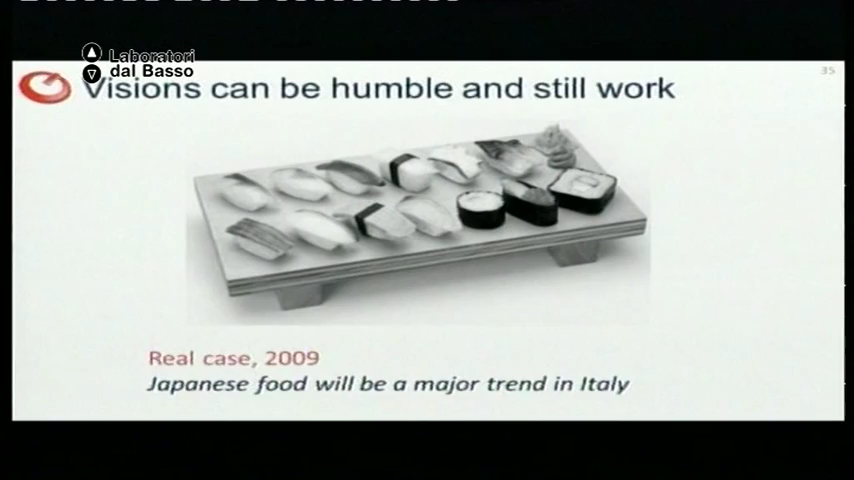 Laboratori
dal Basso
Visions can be humble and still work
35
Real case, 2009
Japanese food will be a major trend in Italy